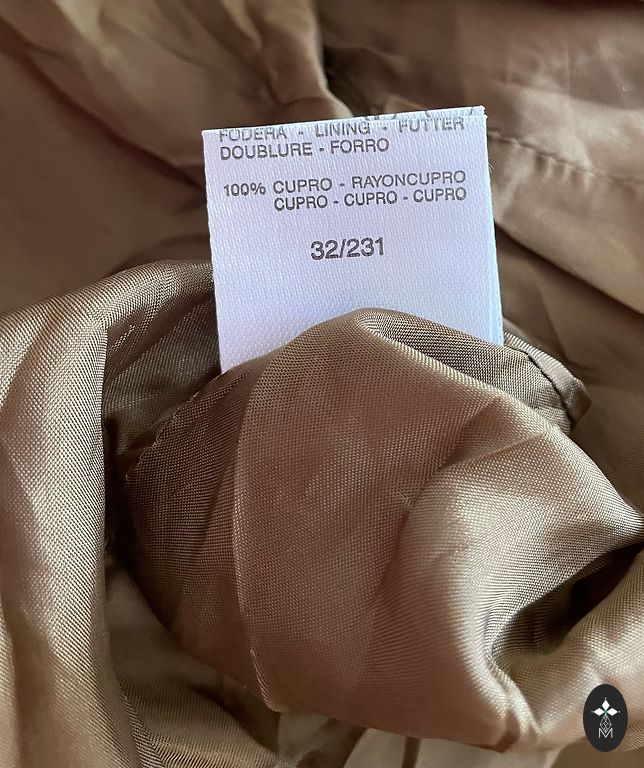 FODERA - LINING - FUTTER
DOUBLURE - FORRO
100% CUPRO - RAYONCUPRO
CUPRO - CUPRO - CUPRO
32/231
M